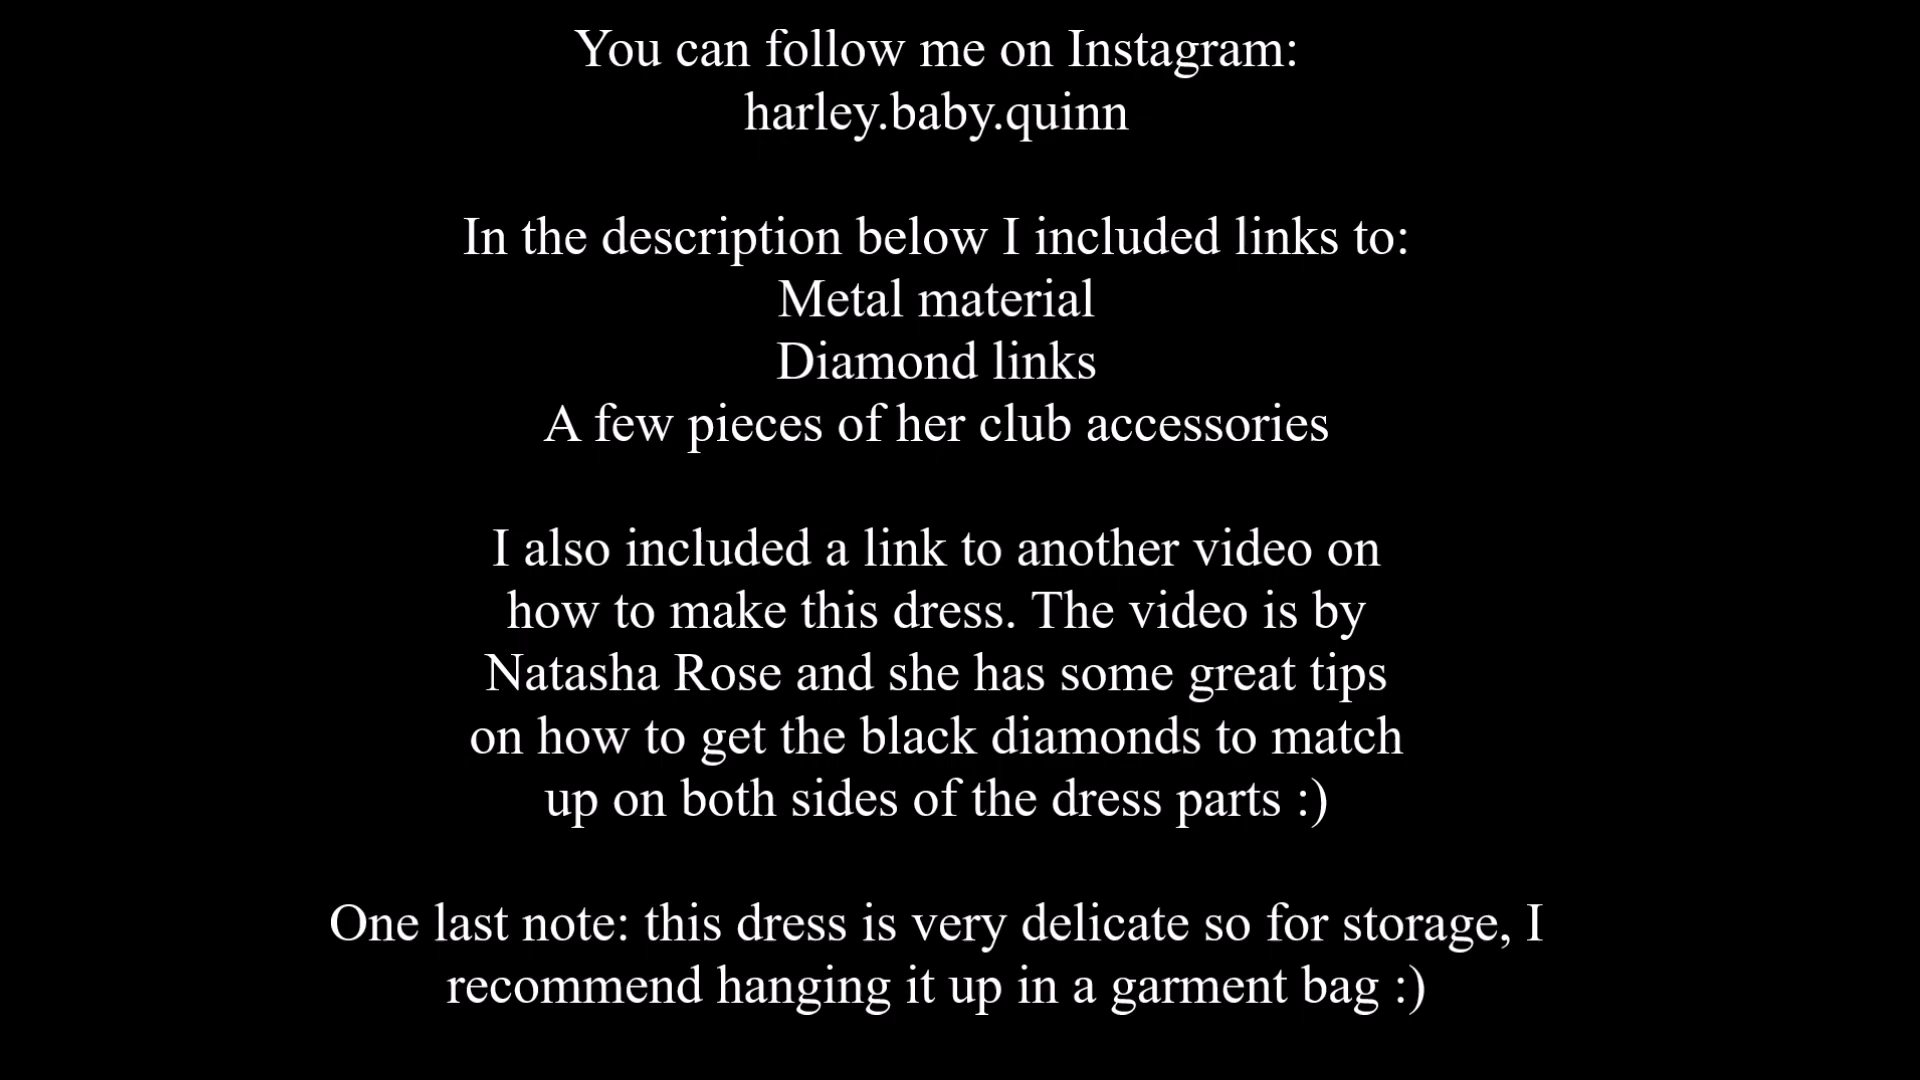 You can follow me on Instagram:
harley.baby.quinn
In the description below I included links to:
Metal material
Diamond links
A few pieces of her club accessories
I also included a link to another video on
how to make this dress. The video is by
Natasha Rose and she has some great tips
on how to get the black diamonds to match
up on both sides of the dress parts :)
One last note: this dress is very delicate so for storage, I
recommend hanging it up in a garment bag :)